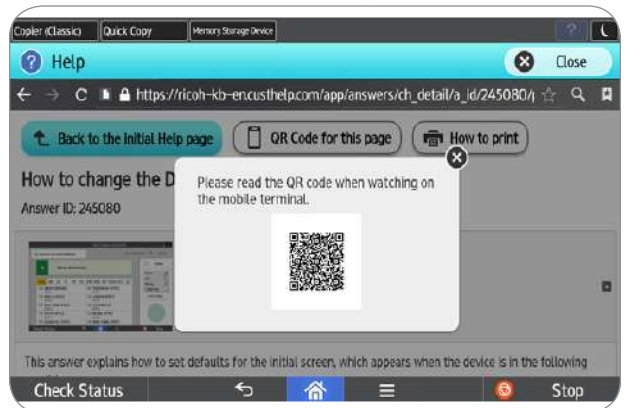 Copier (Classic)
Quick Copy
Memory Storage Device
?
? Help
Close
https://ricoh-kb-en.custhelp.com/app/answers/ch_detail/a_id/245080/
Back to the Initial Help page
QR Code for this page
How to print
How to change the D
Answer ID: 245080
Please read the QR code when watching on
the mobile terminal.
This answer explains how to set defaults for the initial screen, which appears when the device is in the following
Check Status
Stop